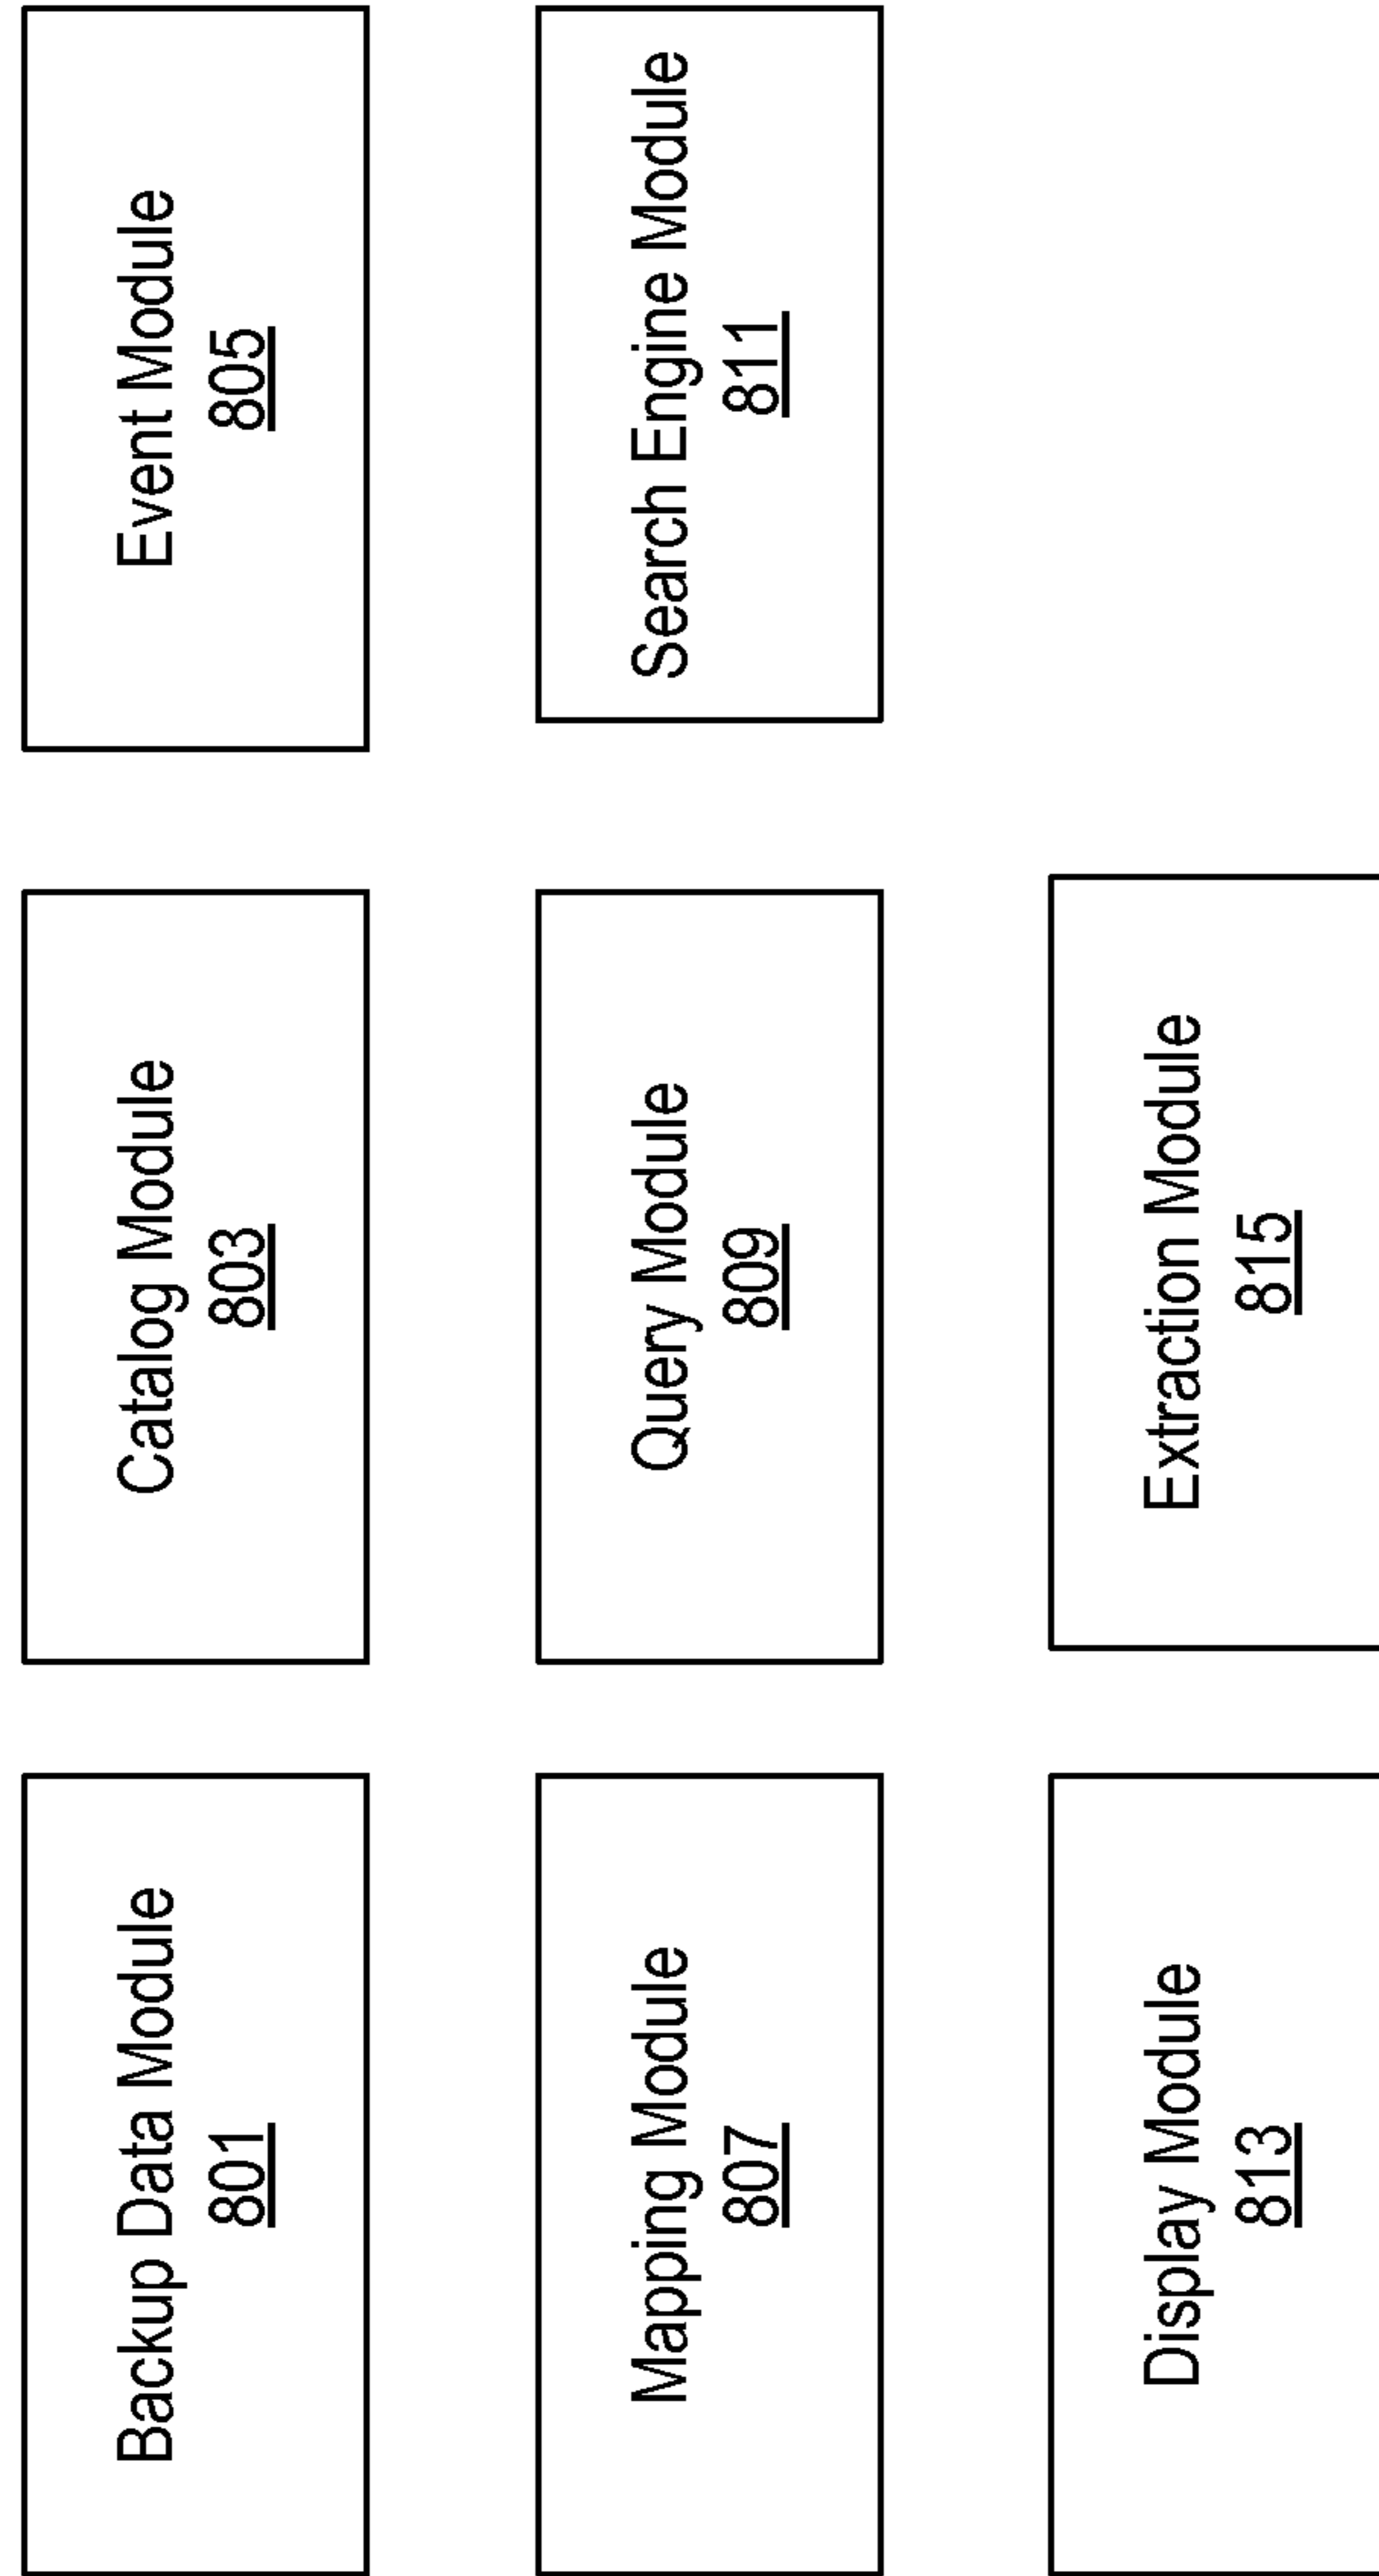 Backup Data Module
801
Catalog Module
803
Event Module
805
Mapping Module
807
Query Module
809
Search Engine Module
811
Display Module
813
Extraction Module
815